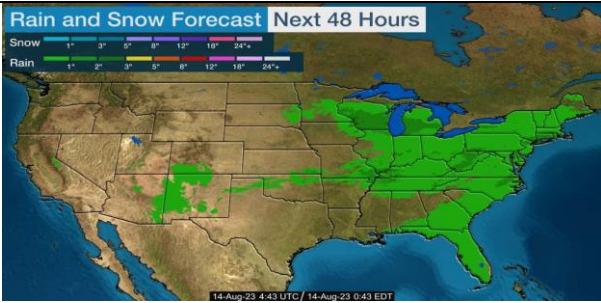 Rain and Snow Forecast Next 48 Hours
Snow 1" 3" 5" 8" 12" 18" 24"+
Rain 1" 2" 3" 5" 8" 12" 18" 24"+
14-Aug-23 4:43 UTC / 14-Aug-23 0:43 EDT